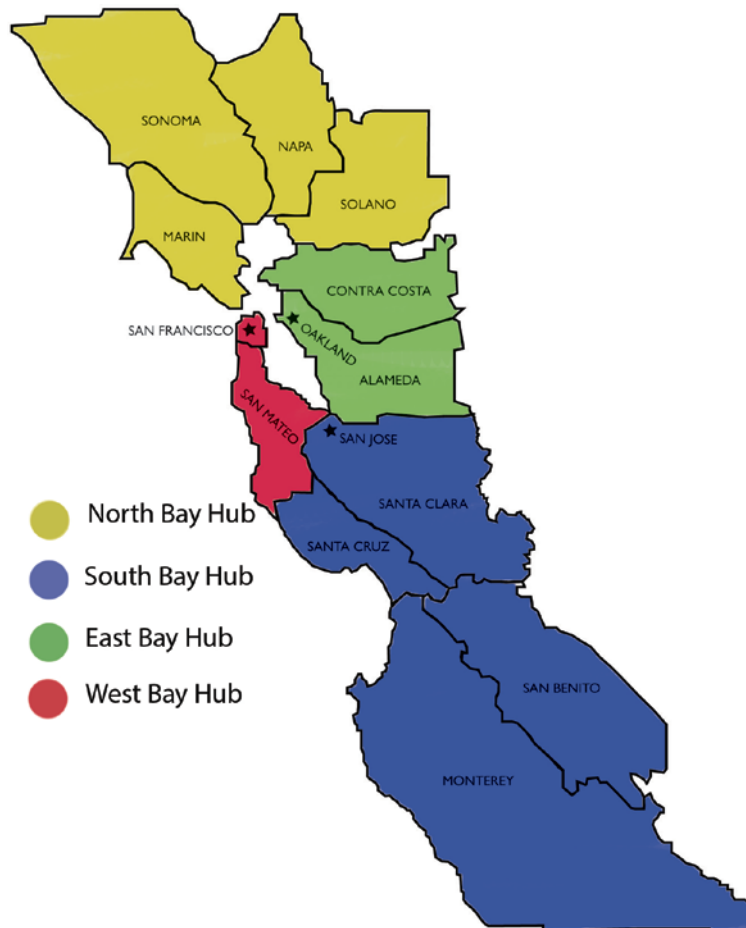 SONOMA
NAPA
SOLANO
MARIN
CONTRA COSTA
SAN FRANCISCO
OAKLAND
ALAMEDA
SAN MATEO
SAN JOSE
SANTA CLARA
North Bay Hub
SANTA CRUZ
South Bay Hub
East Bay Hub
West Bay Hub
SAN BENITO
MONTEREY